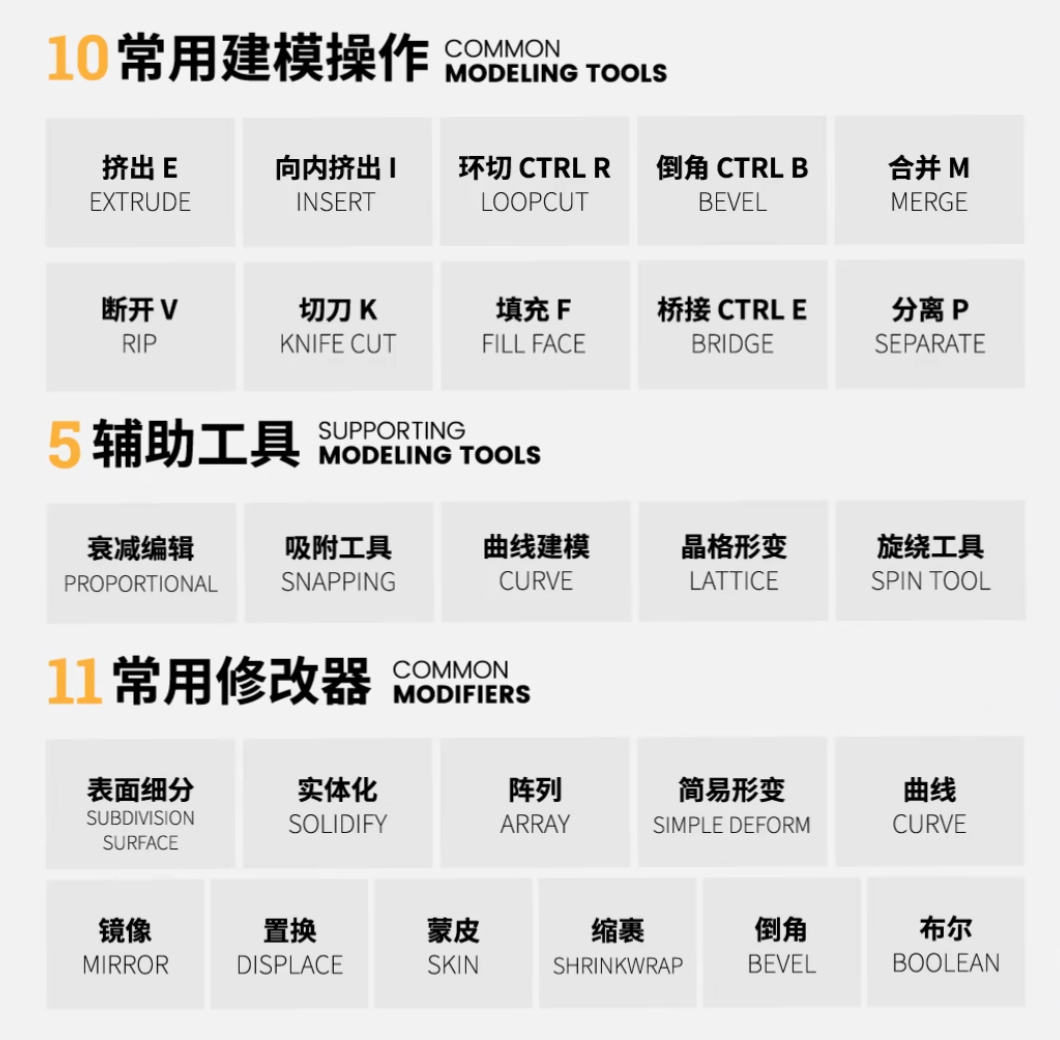 10 常用建模操作 COMMON
MODELING TOOLS
挤出 E
EXTRUDE
向内挤出 I
INSERT
环切 CTRL R
LOOPCUT
倒角 CTRL B
BEVEL
合并 M
MERGE
断开 V
RIP
切刀 K
KNIFE CUT
填充 F
FILL FACE
桥接 CTRL E
BRIDGE
分离 P
SEPARATE
5 辅助工具 SUPPORTING
MODELING TOOLS
衰减编辑
PROPORTIONAL
吸附工具
SNAPPING
曲线建模
CURVE
晶格形变
LATTICE
旋绕工具
SPIN TOOL
11 常用修改器 COMMON
MODIFIERS
表面细分
SUBDIVISION
SURFACE
实体化
SOLIDIFY
阵列
ARRAY
简易形变
SIMPLE DEFORM
曲线
CURVE
镜像
MIRROR
置换
DISPLACE
蒙皮
SKIN
缩裹
SHRINKWRAP
倒角
BEVEL
布尔
BOOLEAN